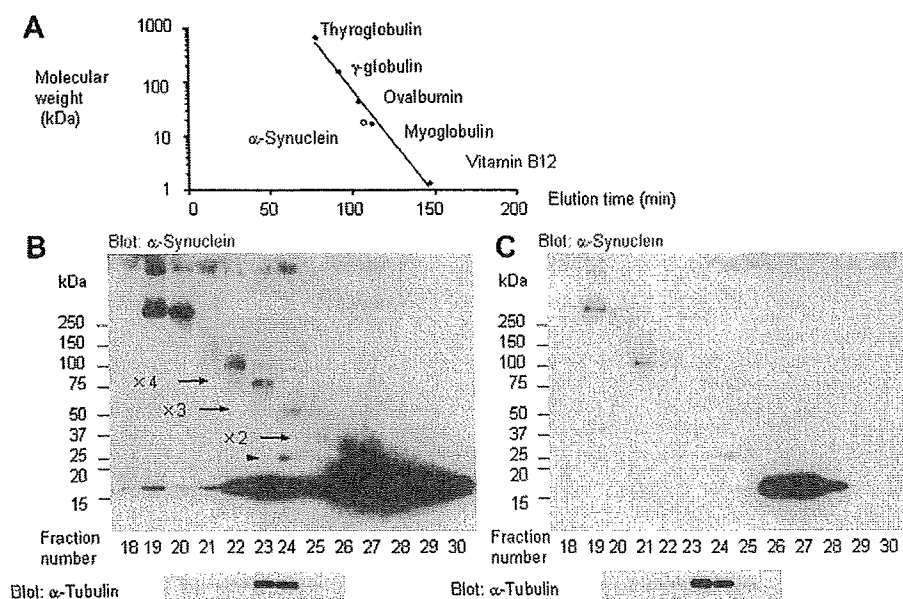 A
1000
Thyroglobulin
Molecular
weight
(kDa)
γ-globulin
100
Ovalbumin
10
α-Synuclein
Myoglobulin
Vitamin B12
1
0 50 100 150 200
Elution time (min)
B
Blot: α-Synuclein
kDa
250
150
100
75
×4
50
×3
37
×2
25
20
15
Fraction
number
18 19 20 21 22 23 24 25 26 27 28 29 30
Blot: α-Tubulin
C
Blot: α-Synuclein
kDa
250
150
100
75
50
37
25
20
15
Fraction
number
18 19 20 21 22 23 24 25 26 27 28 29 30
Blot: α-Tubulin